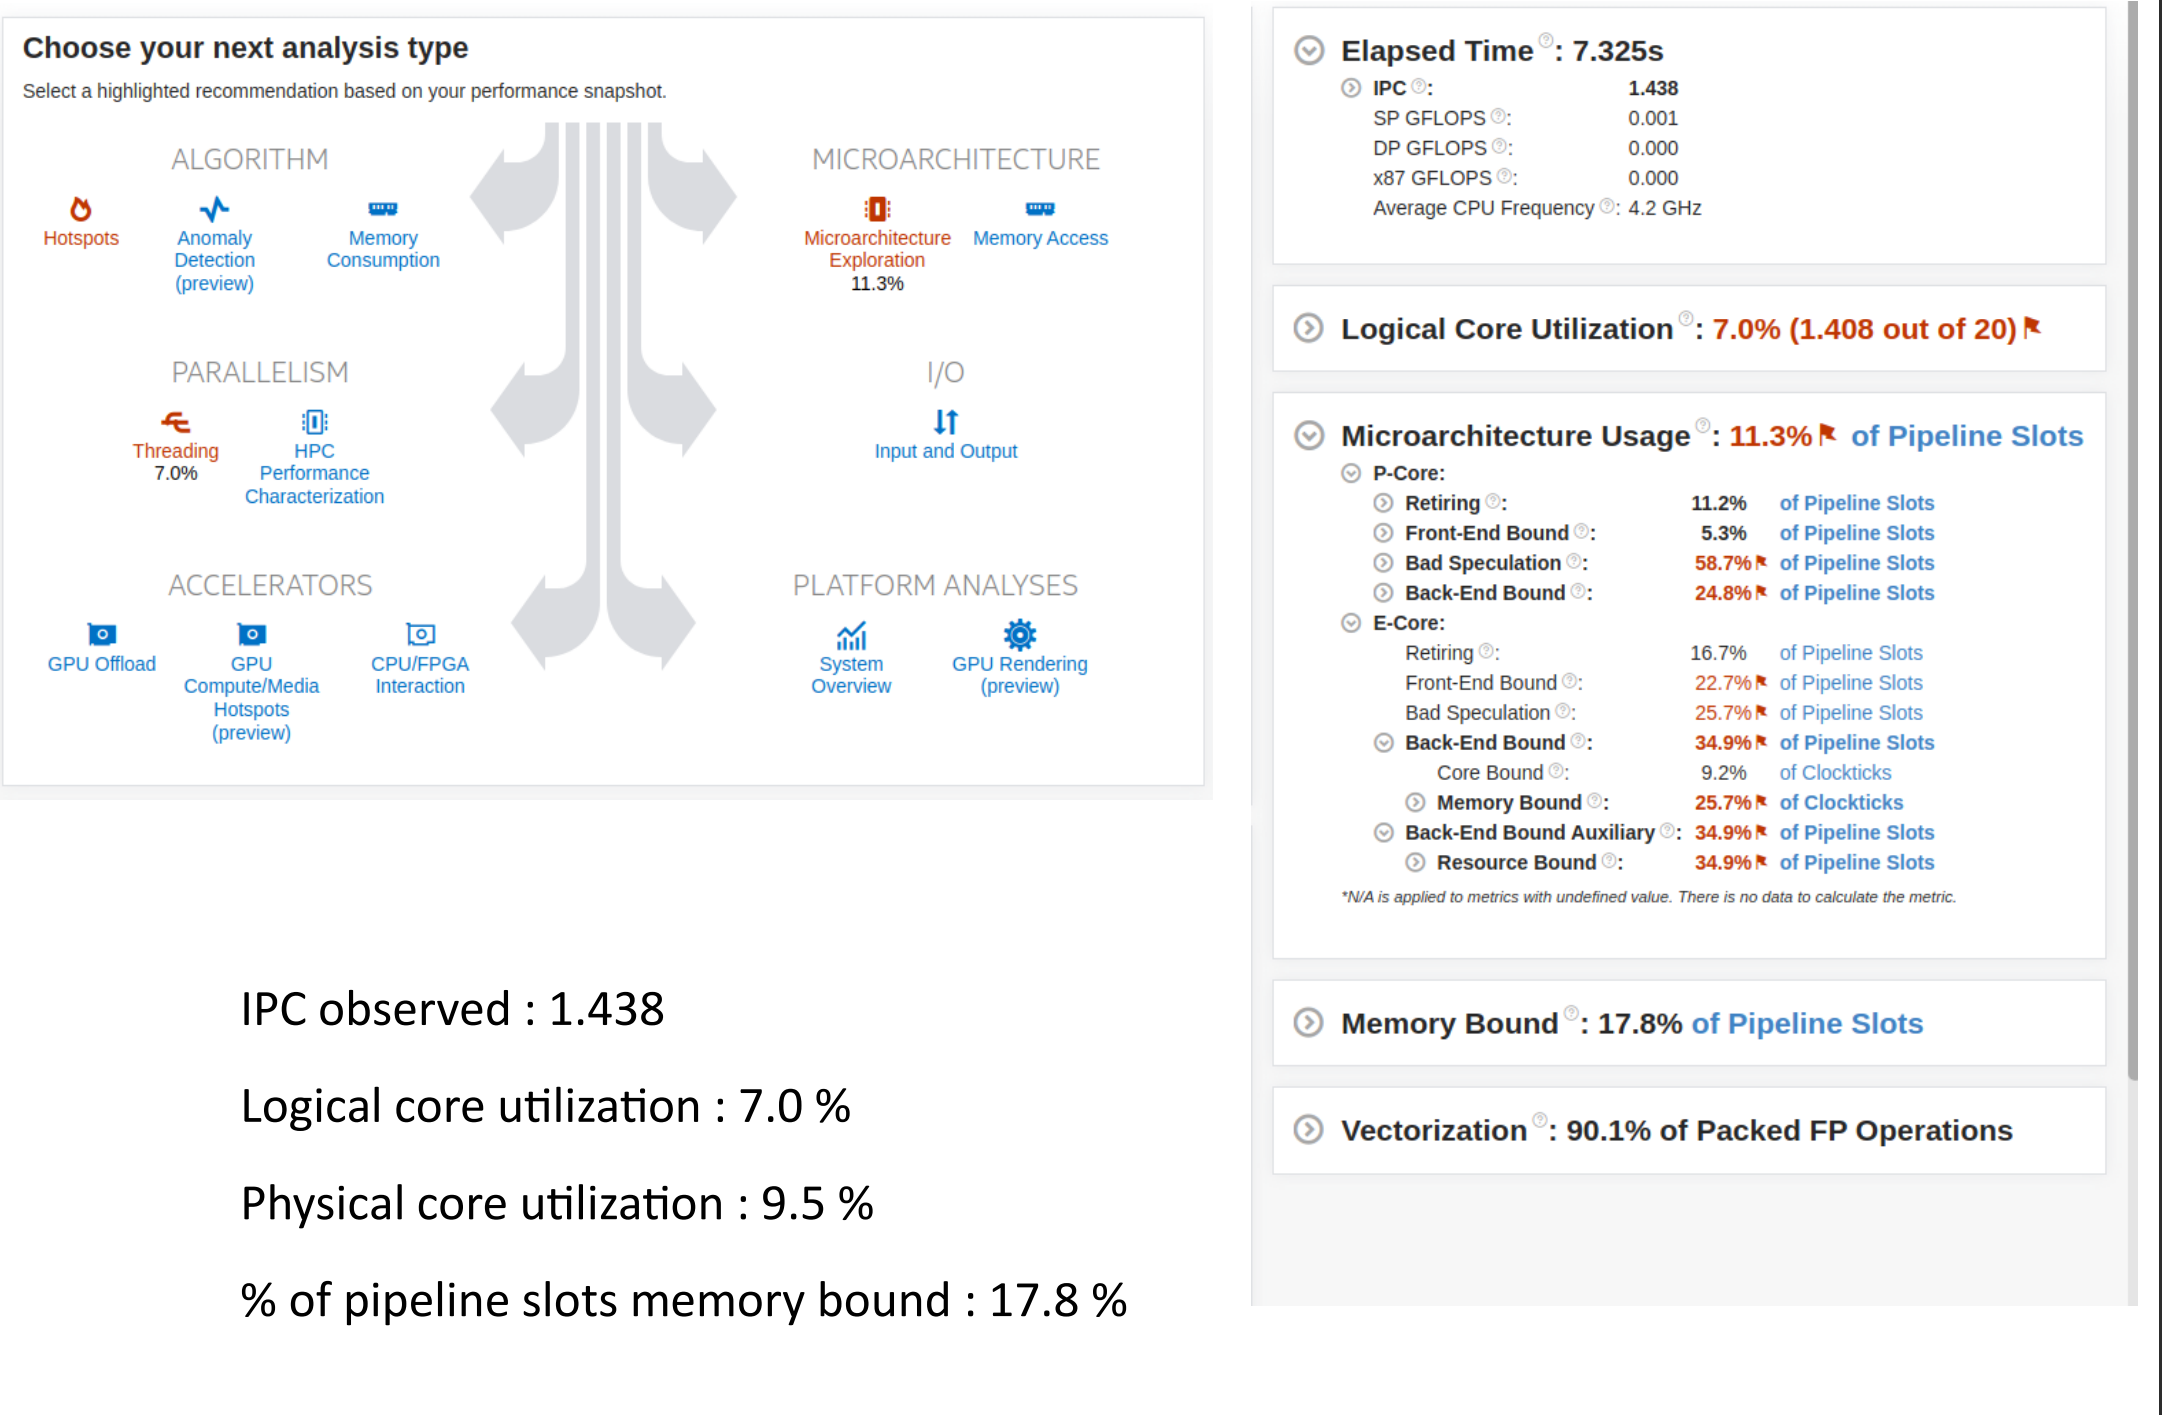 Choose your next analysis type
Select a highlighted recommendation based on your performance snapshot.
ALGORITHM
Hotspots
Anomaly
Detection
(preview)
Memory
Consumption
MICROARCHITECTURE
Microarchitecture
Exploration
11.3%
Memory Access
PARALLELISM
Threading
7.0%
HPC
Performance
Characterization
I/O
Input and Output
ACCELERATORS
GPU Offload
GPU
Compute/Media
Hotspots
(preview)
CPU/FPGA
Interaction
PLATFORM ANALYSES
System
Overview
GPU Rendering
(preview)
IPC observed : 1.438
Logical core utilization : 7.0 %
Physical core utilization : 9.5 %
% of pipeline slots memory bound : 17.8 %
Elapsed Time ?: 7.325s
IPC ?: 1.438
SP GFLOPS ?: 0.001
DP GFLOPS ?: 0.000
x87 GFLOPS ?: 0.000
Average CPU Frequency ?: 4.2 GHz
Logical Core Utilization ?: 7.0% (1.408 out of 20)
Microarchitecture Usage ?: 11.3% of Pipeline Slots
P-Core:
Retiring ?: 11.2% of Pipeline Slots
Front-End Bound ?: 5.3% of Pipeline Slots
Bad Speculation ?: 58.7% of Pipeline Slots
Back-End Bound ?: 24.8% of Pipeline Slots
E-Core:
Retiring ?: 16.7% of Pipeline Slots
Front-End Bound ?: 22.7% of Pipeline Slots
Bad Speculation ?: 25.7% of Pipeline Slots
Back-End Bound ?: 34.9% of Pipeline Slots
Core Bound ?: 9.2% of Clockticks
Memory Bound ?: 25.7% of Clockticks
Back-End Bound Auxiliary ?: 34.9% of Pipeline Slots
Resource Bound ?: 34.9% of Pipeline Slots
*N/A is applied to metrics with undefined value. There is no data to calculate the metric.
Memory Bound ?: 17.8% of Pipeline Slots
Vectorization ?: 90.1% of Packed FP Operations